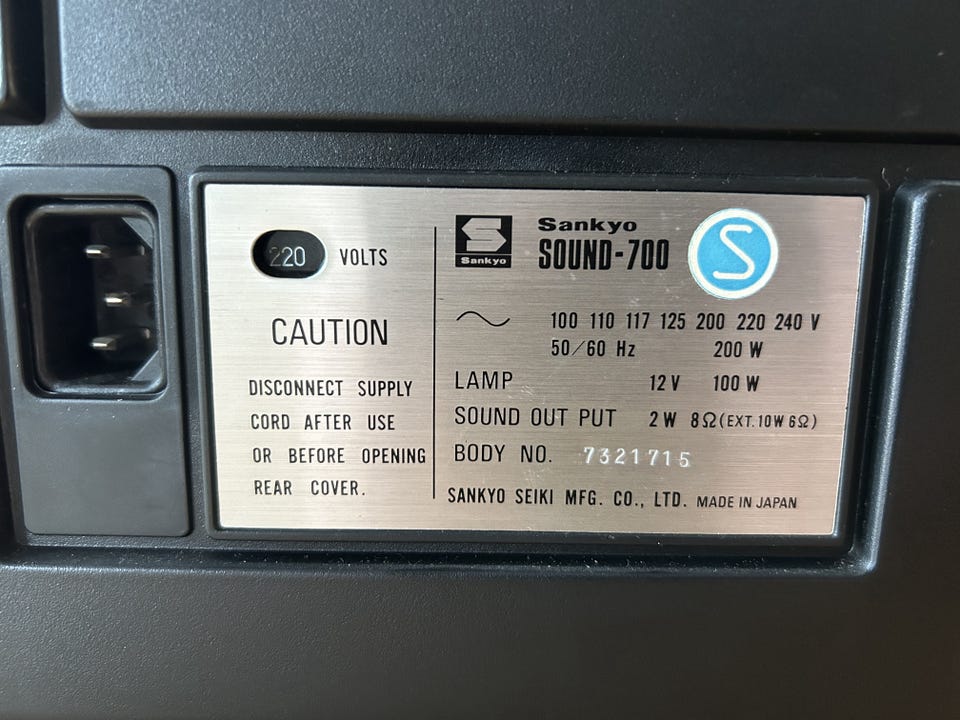 220 VOLTS
CAUTION
DISCONNECT SUPPLY
CORD AFTER USE
OR BEFORE OPENING
REAR COVER.
S
Sankyo
Sankyo
SOUND-700
S
~ 100 110 117 125 200 220 240 V
50/60 Hz 200 W
LAMP 12 V 100 W
SOUND OUT PUT 2 W 8Ω (EXT. 10W 6Ω)
BODY NO. 7321715
SANKYO SEIKI MFG. CO., LTD. MADE IN JAPAN